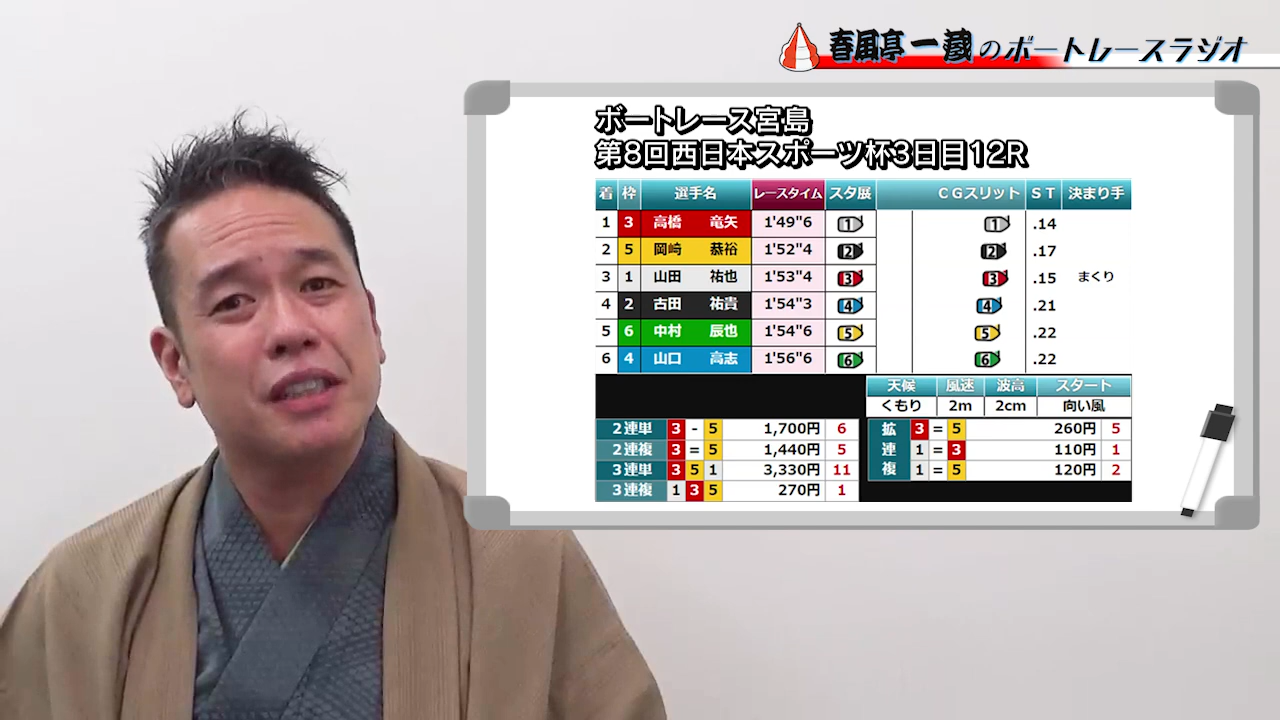 春風亭一蔵のボートレースラジオ
ボートレース宮島
第8回西日本スポーツ杯3日目12R
着 枠 選手名 レースタイム スタ展 CGスリット ST 決まり手
1 3 高橋 竜矢 1'49"6 1 1 .14
2 5 岡崎 恭裕 1'52"4 2 2 .17
3 1 山田 祐也 1'53"4 3 3 .15 まくり
4 2 古田 祐貴 1'54"3 4 4 .21
5 6 中村 辰也 1'54"6 5 5 .22
6 4 山口 高志 1'56"6 6 6 .22
天候 風速 波高 スタート
くもり 2m 2cm 向い風
2連単 3 - 5 1,700円 6
2連複 3 = 5 1,440円 5
3連単 3 5 1 3,330円 11
3連複 1 3 5 270円 1
拡 3 = 5 260円 5
連 1 = 3 110円 1
複 1 = 5 120円 2